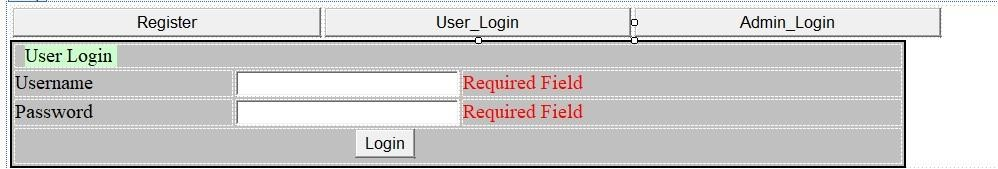 Register User_Login Admin_Login
User Login
Username Required Field
Password Required Field
Login